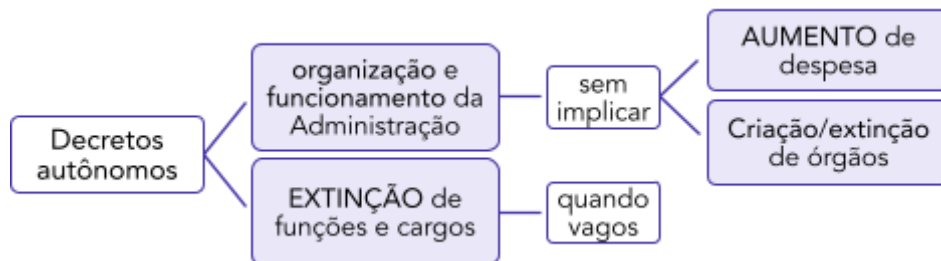 Decretos
autônomos
organização e
funcionamento da
Administração
sem
implicar
AUMENTO de
despesa
Criação/extinção
de órgãos
EXTINÇÃO de
funções e cargos
quando
vagos